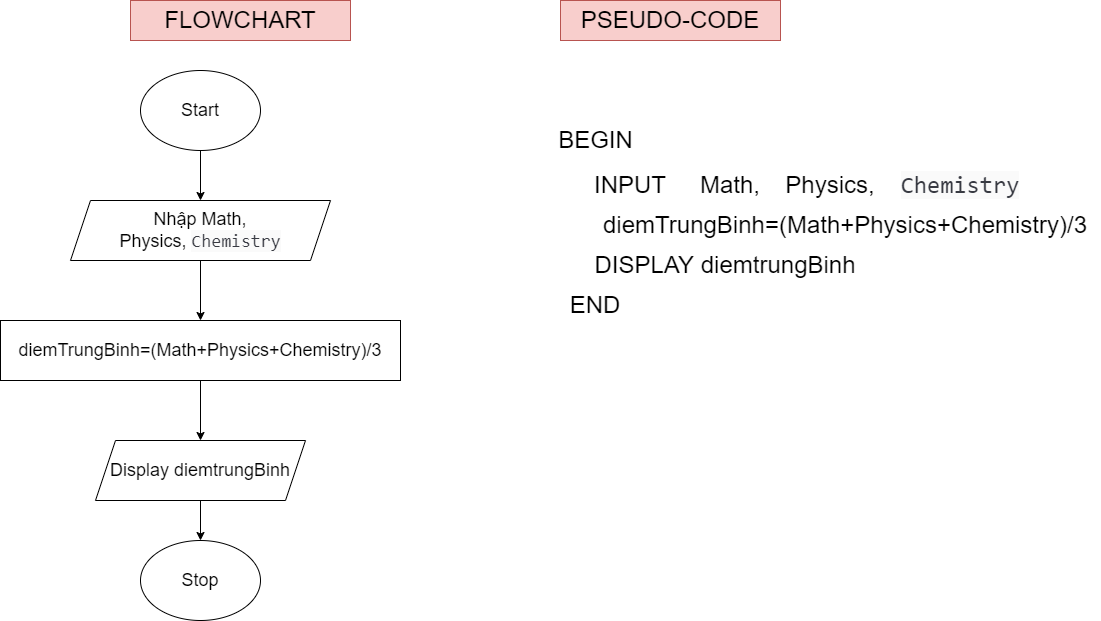 FLOWCHART
Start
Nhập Math,
Physics, Chemistry
diemTrungBinh=(Math+Physics+Chemistry)/3
Display diemtrungBinh
Stop
PSEUDO-CODE
BEGIN
INPUT Math, Physics, Chemistry
diemTrungBinh=(Math+Physics+Chemistry)/3
DISPLAY diemtrungBinh
END